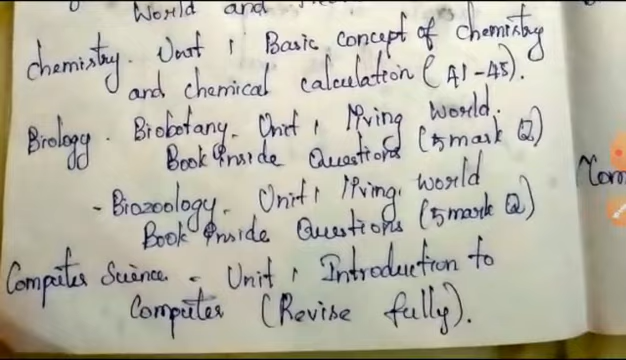 World and
chemistry. Unit 1 Basic concept of chemistry
and chemical calculation (41-45).
Biology - Biobotany - Unit 1 living World.
Book inside Questions (5 mark Q)
- Biozoology - Unit 1 living world
Book inside Questions (5 mark Q)
Computer Science - Unit 1 Introduction to
Computer (Revise fully).